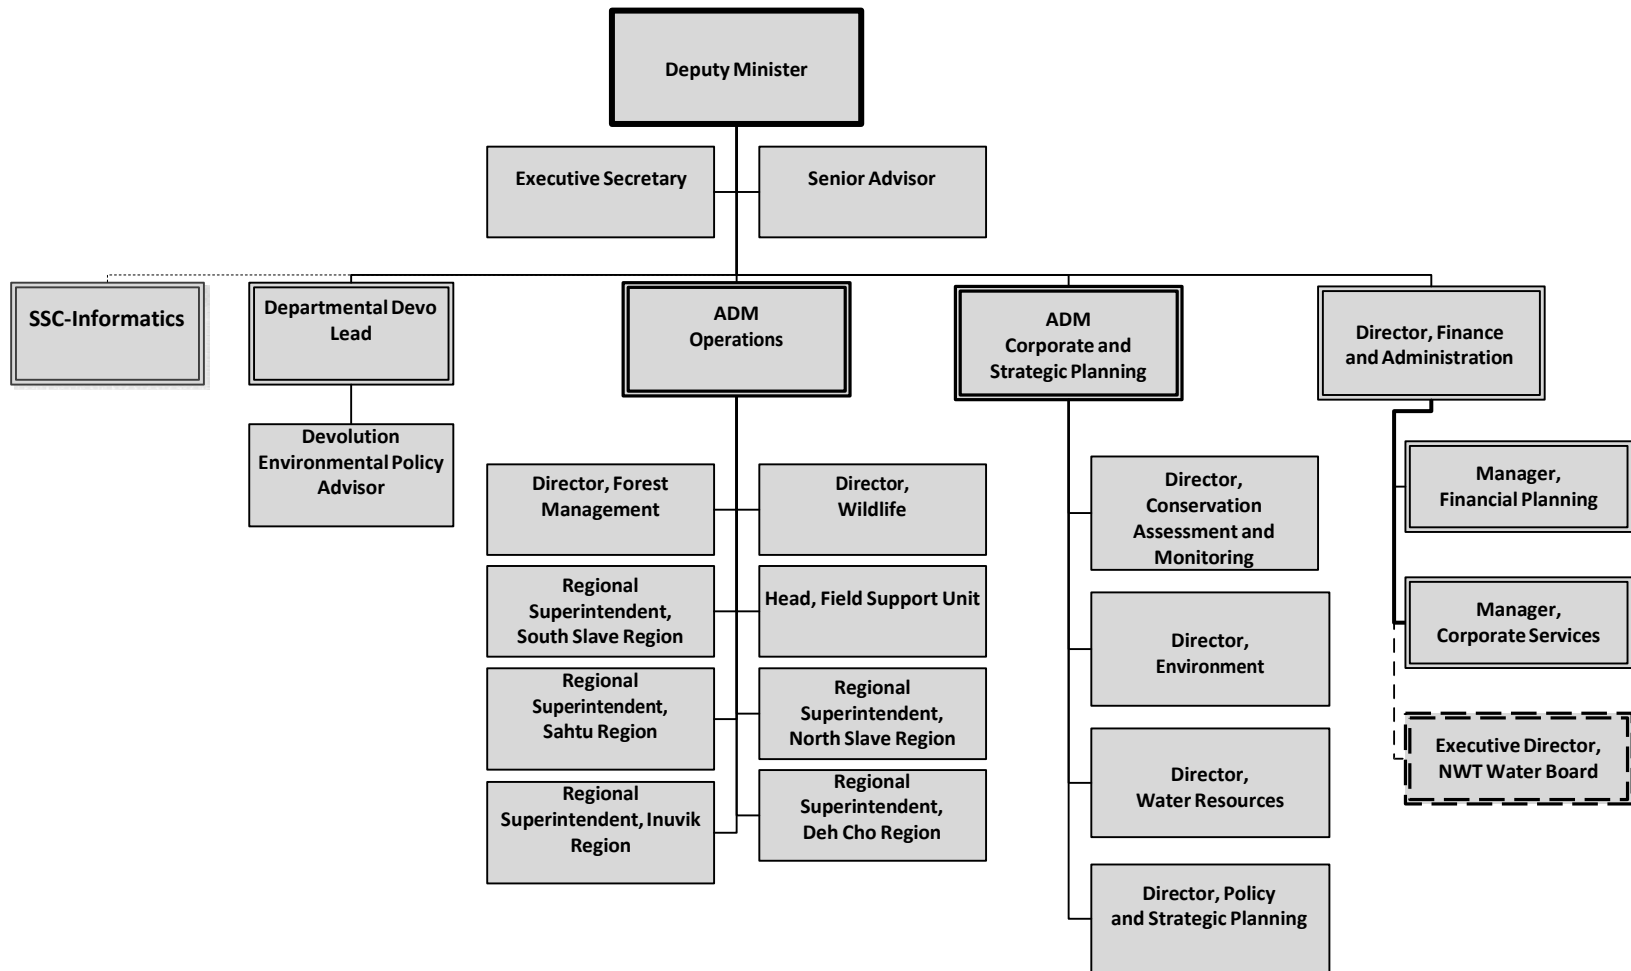 Deputy Minister
Executive Secretary
Senior Advisor
SSC-Informatics
Departmental Devo
Lead
ADM
Operations
ADM
Corporate and
Strategic Planning
Director, Finance
and Administration
Devolution
Environmental Policy
Advisor
Director, Forest
Management
Director,
Wildlife
Regional
Superintendent,
South Slave Region
Head, Field Support Unit
Regional
Superintendent,
Sahtu Region
Regional
Superintendent,
North Slave Region
Regional
Superintendent, Inuvik
Region
Regional
Superintendent,
Deh Cho Region
Director,
Conservation
Assessment and
Monitoring
Director,
Environment
Director,
Water Resources
Director, Policy
and Strategic Planning
Manager,
Financial Planning
Manager,
Corporate Services
Executive Director,
NWT Water Board